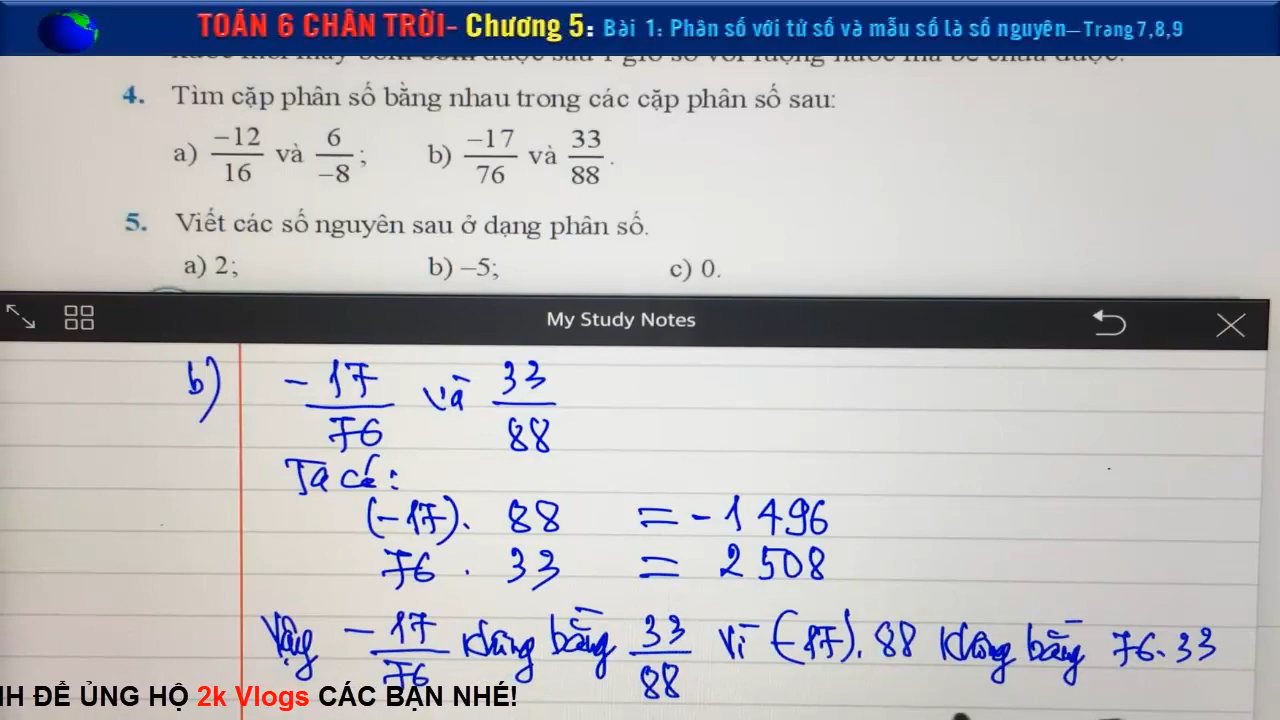 TOÁN 6 CHÂN TRỜI- Chương 5: Bài 1: Phân số với tử số và mẫu số là số nguyên–Trang 7,8,9
4. Tìm cặp phân số bằng nhau trong các cặp phân số sau:
a) −12/16 và 6/−8; b) −17/76 và 33/88.
5. Viết các số nguyên sau ở dạng phân số.
a) 2; b) −5; c) 0.
My Study Notes
b) −17/76 và 33/88
Ta có:
(−17). 88 = −1496
76 . 33 = 2508
Vậy −17/76 không bằng 33/88 vì (−17). 88 không bằng 76.33
NH ĐỂ ỦNG HỘ 2k Vlogs CÁC BẠN NHÉ!